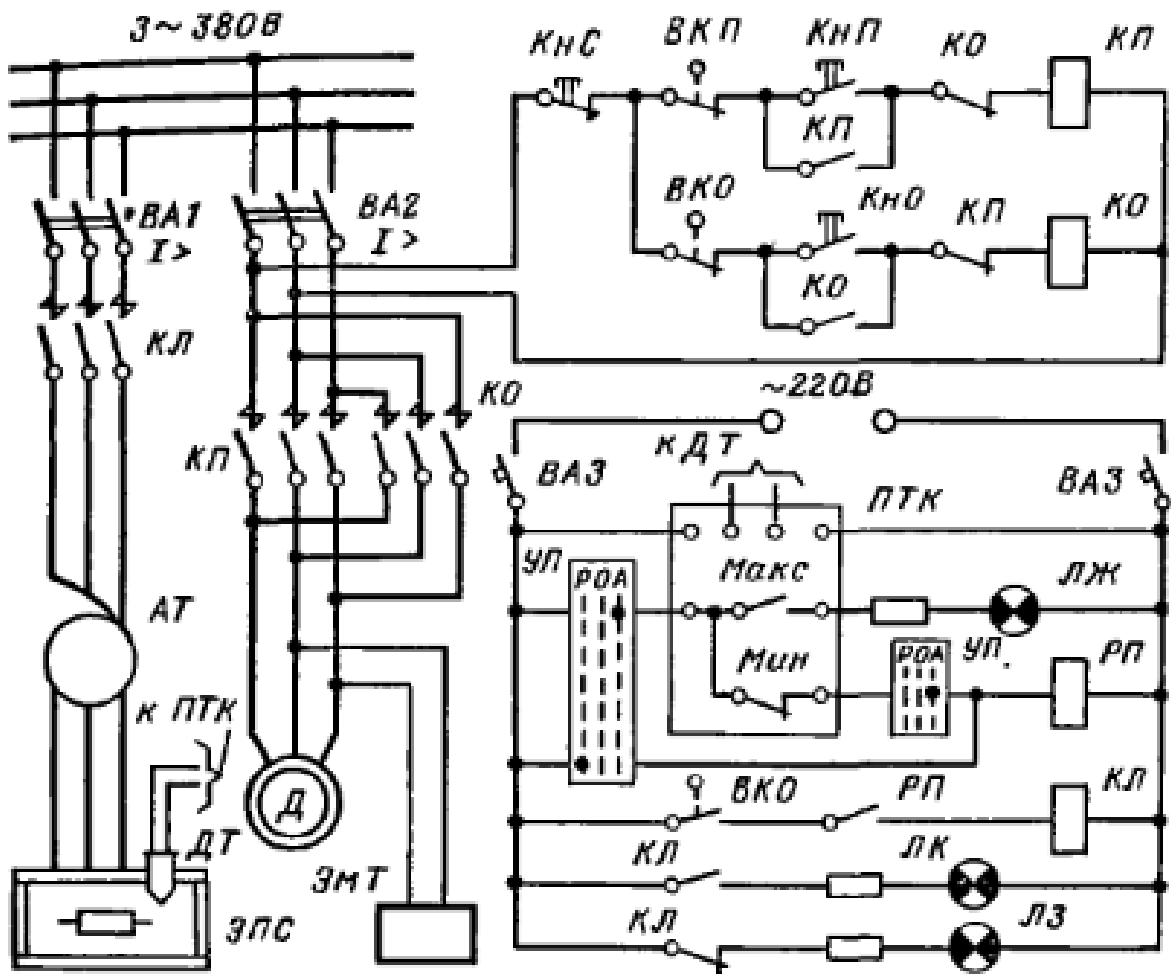 3~380В
КнС
ВКП
КнП
КО
КП
КП
ВКО
КнО
КП
КО
КО
ВА1
I>
ВА2
I>
КЛ
КО
КП
~220В
ВА3
ВА3
к ДТ
ПТК
УП
РОА
Макс
ЛЖ
Мин
РОА
УП.
РП
АТ
к ПТК
ДТ
Д
ЭмТ
ЭПС
ВКО
РП
КЛ
КЛ
ЛК
КЛ
ЛЗ